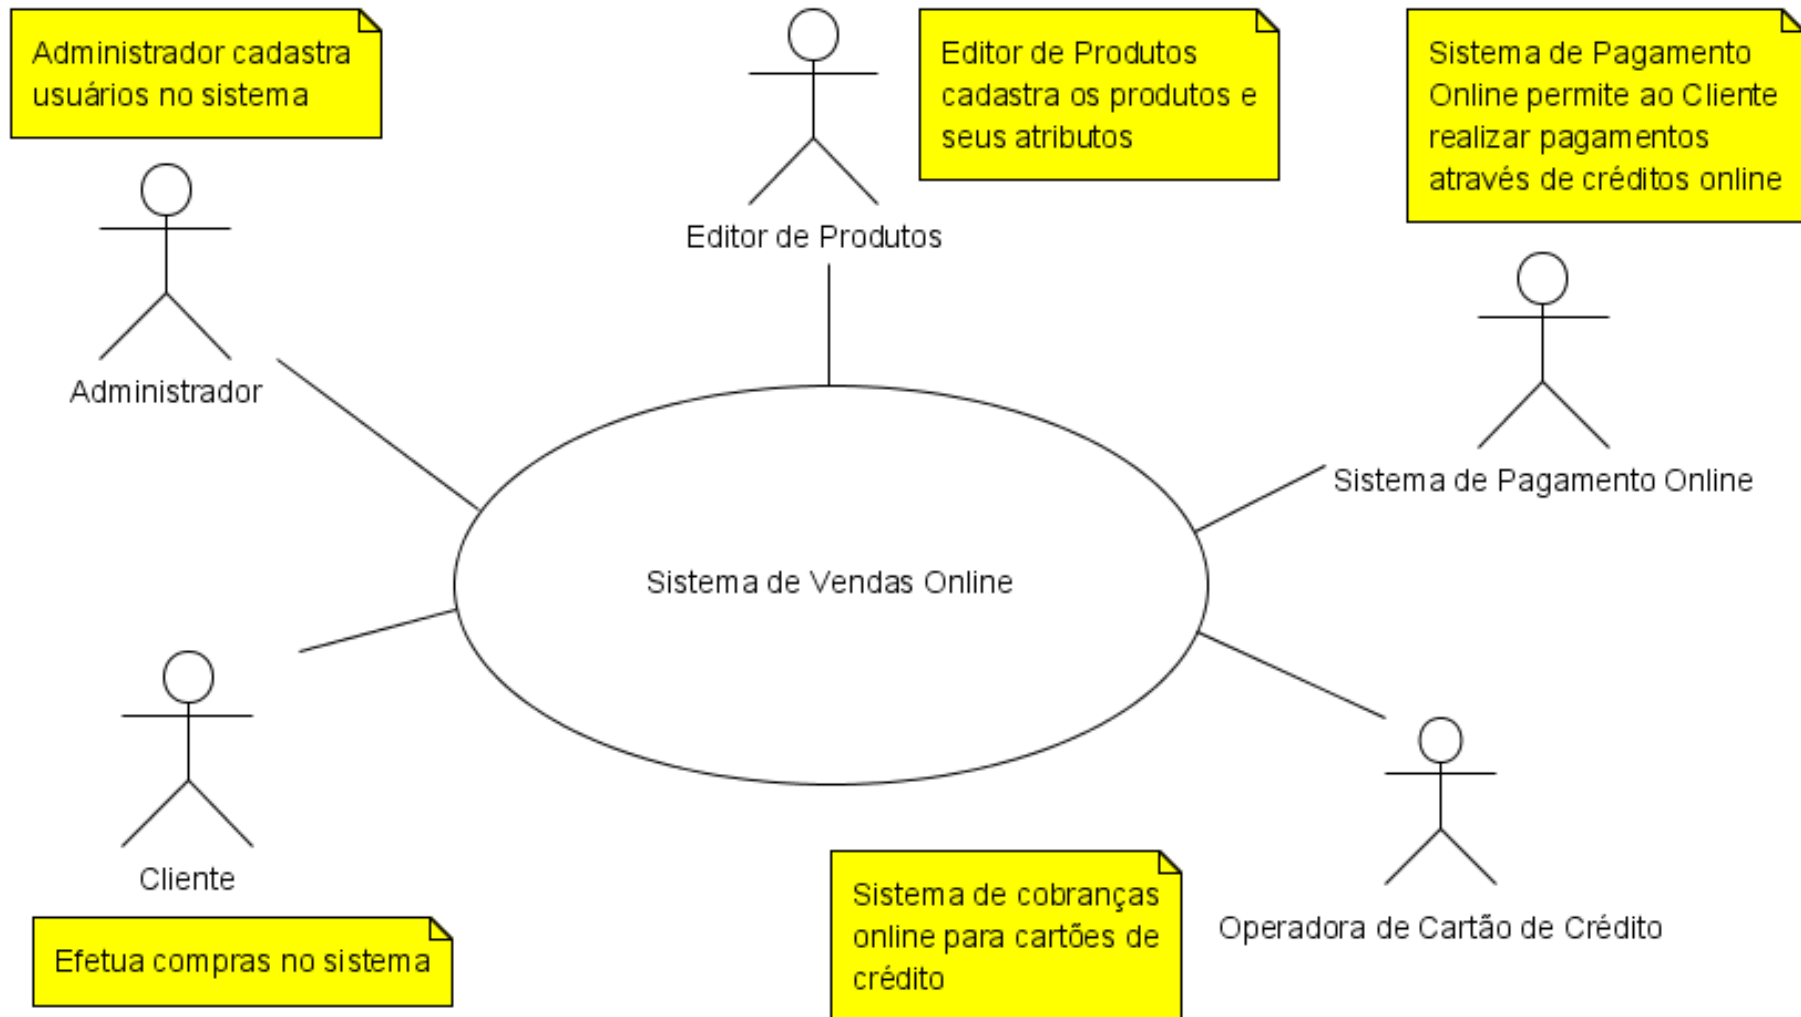 Administrador cadastra
usuários no sistema
Editor de Produtos
cadastra os produtos e
seus atributos
Sistema de Pagamento
Online permite ao Cliente
realizar pagamentos
através de créditos online
Editor de Produtos
Administrador
Sistema de Pagamento Online
Sistema de Vendas Online
Cliente
Efetua compras no sistema
Sistema de cobranças
online para cartões de
crédito
Operadora de Cartão de Crédito